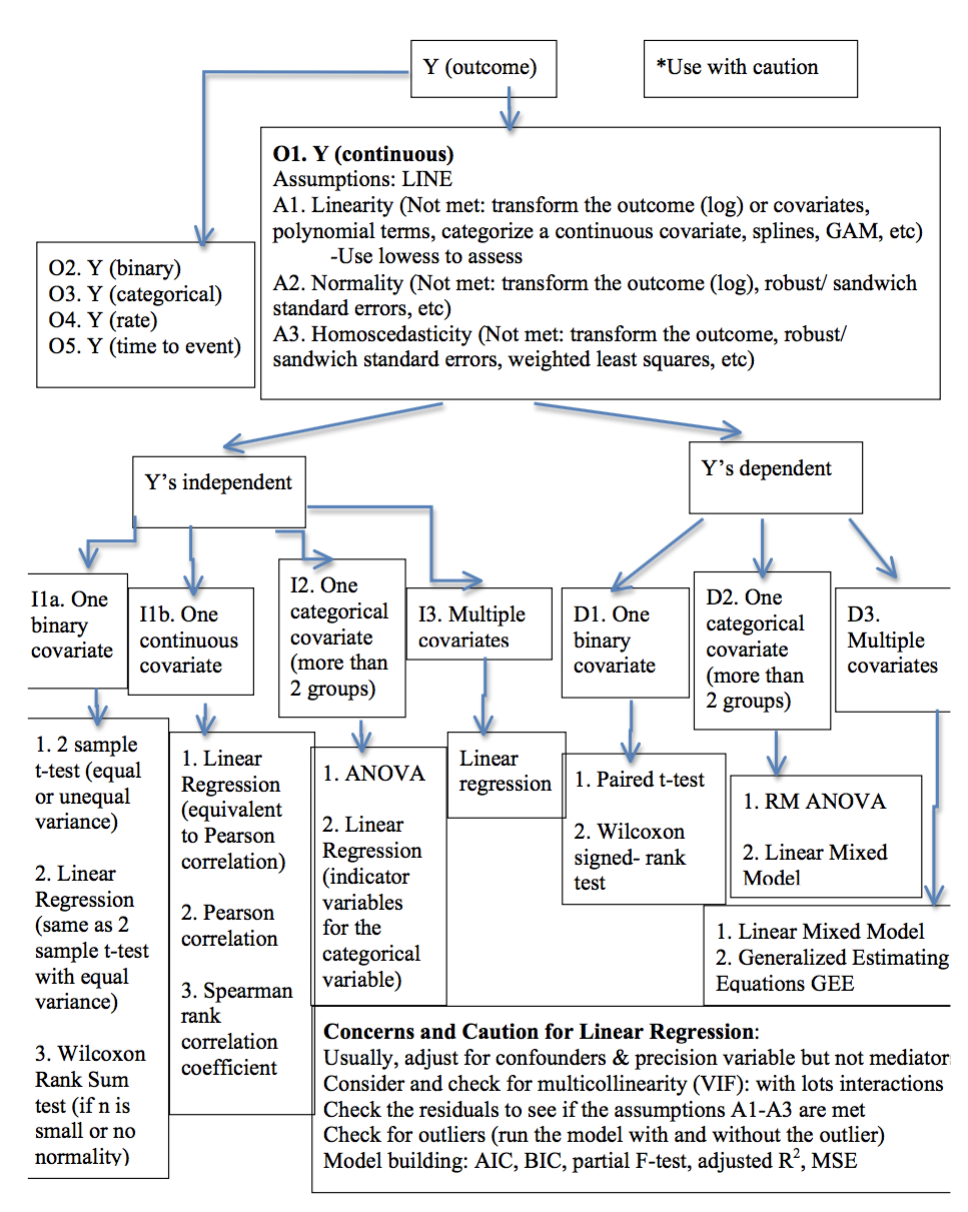 Y (outcome)
*Use with caution
O1. Y (continuous)
Assumptions: LINE
A1. Linearity (Not met: transform the outcome (log) or covariates,
polynomial terms, categorize a continuous covariate, splines, GAM, etc)
-Use lowess to assess
A2. Normality (Not met: transform the outcome (log), robust/ sandwich
standard errors, etc)
A3. Homoscedasticity (Not met: transform the outcome, robust/
sandwich standard errors, weighted least squares, etc)
O2. Y (binary)
O3. Y (categorical)
O4. Y (rate)
O5. Y (time to event)
Y's independent
Y's dependent
I1a. One
binary
covariate
I1b. One
continuous
covariate
I2. One
categorical
covariate
(more than
2 groups)
I3. Multiple
covariates
D1. One
binary
covariate
D2. One
categorical
covariate
(more than
2 groups)
D3.
Multiple
covariates
1. 2 sample
t-test (equal
or unequal
variance)
2. Linear
Regression
(same as 2
sample t-test
with equal
variance)
3. Wilcoxon
Rank Sum
test (if n is
small or no
normality)
1. Linear
Regression
(equivalent
to Pearson
correlation)
2. Pearson
correlation
3. Spearman
rank
correlation
coefficient
1. ANOVA
2. Linear
Regression
(indicator
variables
for the
categorical
variable)
Linear
regression
1. Paired t-test
2. Wilcoxon
signed- rank
test
1. RM ANOVA
2. Linear Mixed
Model
1. Linear Mixed Model
2. Generalized Estimating
Equations GEE
Concerns and Caution for Linear Regression:
Usually, adjust for confounders & precision variable but not mediator
Consider and check for multicollinearity (VIF): with lots interactions
Check the residuals to see if the assumptions A1-A3 are met
Check for outliers (run the model with and without the outlier)
Model building: AIC, BIC, partial F-test, adjusted R², MSE